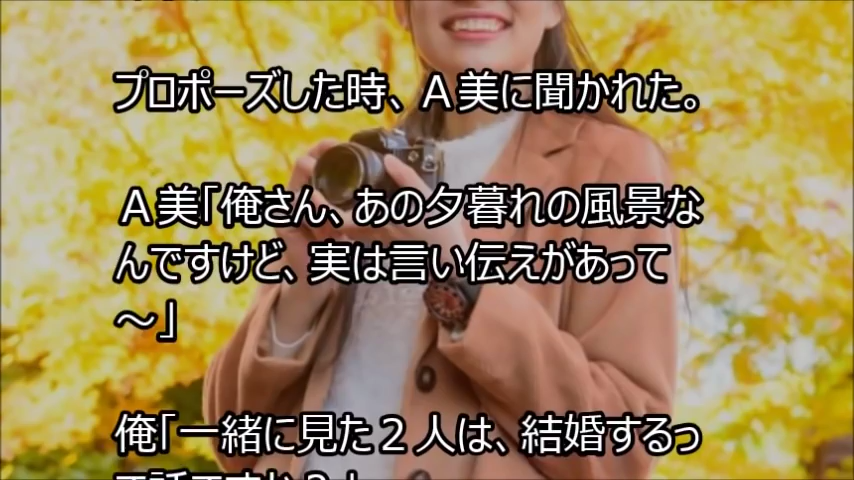 プロポーズした時、Ａ美に聞かれた。
Ａ美「俺さん、あの夕暮れの風景な
んですけど、実は言い伝えがあって
～」
俺「一緒に見た２人は、結婚するっ